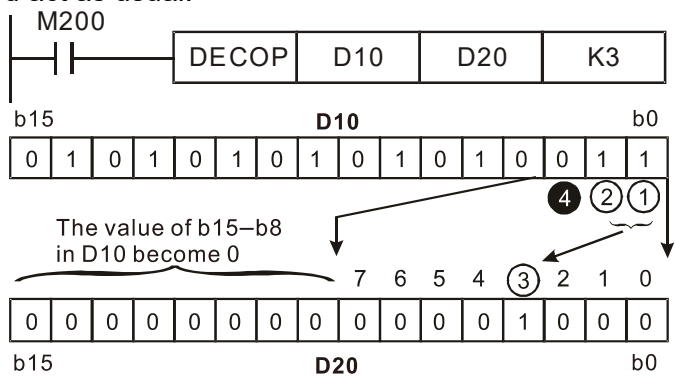 act as usual.
M200
DECOP D10 D20 K3
b15 D10 b0
0 1 0 1 0 1 0 1 0 1 0 1 0 0 1 1
4 2 1
The value of b15–b8
in D10 become 0
7 6 5 4 3 2 1 0
0 0 0 0 0 0 0 0 0 0 0 0 1 0 0 0
b15 D20 b0